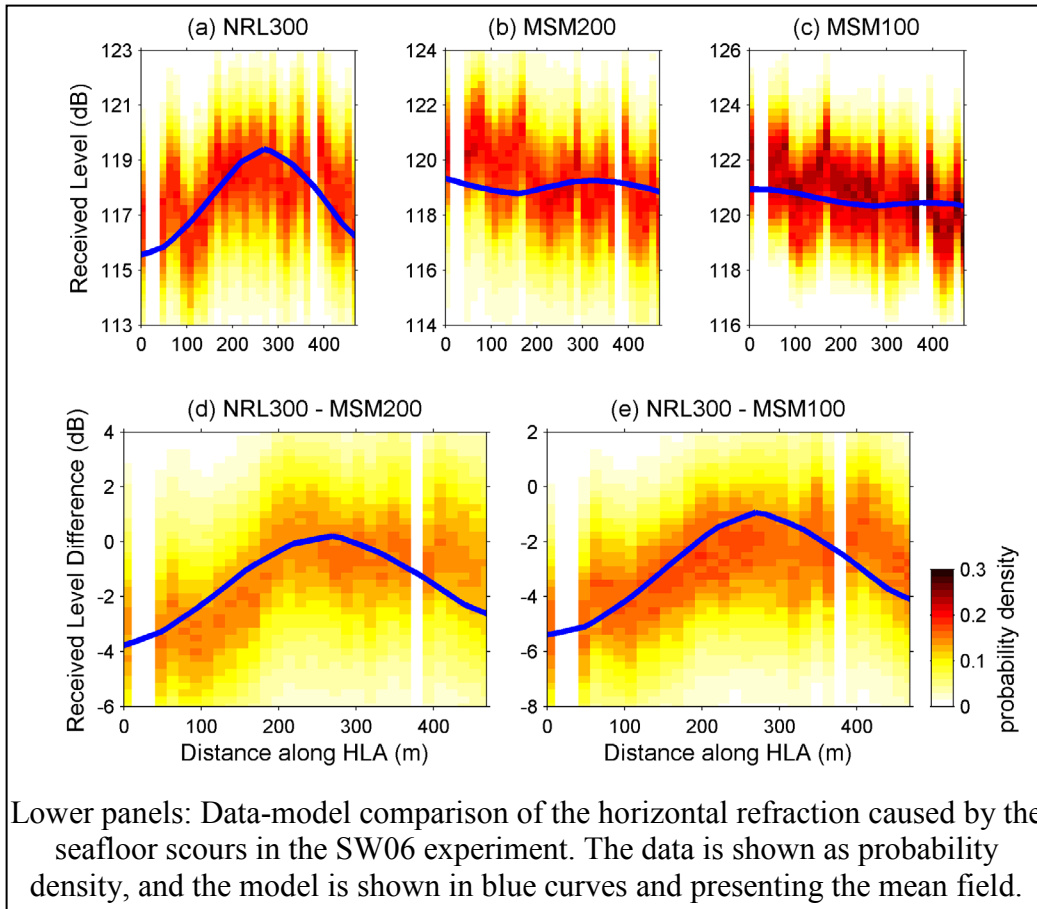 (a) NRL300
(b) MSM200
(c) MSM100
Received Level (dB)
123
121
119
117
115
113
0 100 200 300 400
124
122
120
118
116
114
0 100 200 300 400
126
124
122
120
118
116
0 100 200 300 400
(d) NRL300 - MSM200
(e) NRL300 - MSM100
Received Level Difference (dB)
4
2
0
-2
-4
-6
0 100 200 300 400
Distance along HLA (m)
2
0
-2
-4
-6
-8
0 100 200 300 400
Distance along HLA (m)
0.3
0.2
0.1
0
probability density
Lower panels: Data-model comparison of the horizontal refraction caused by the
seafloor scours in the SW06 experiment. The data is shown as probability
density, and the model is shown in blue curves and presenting the mean field.